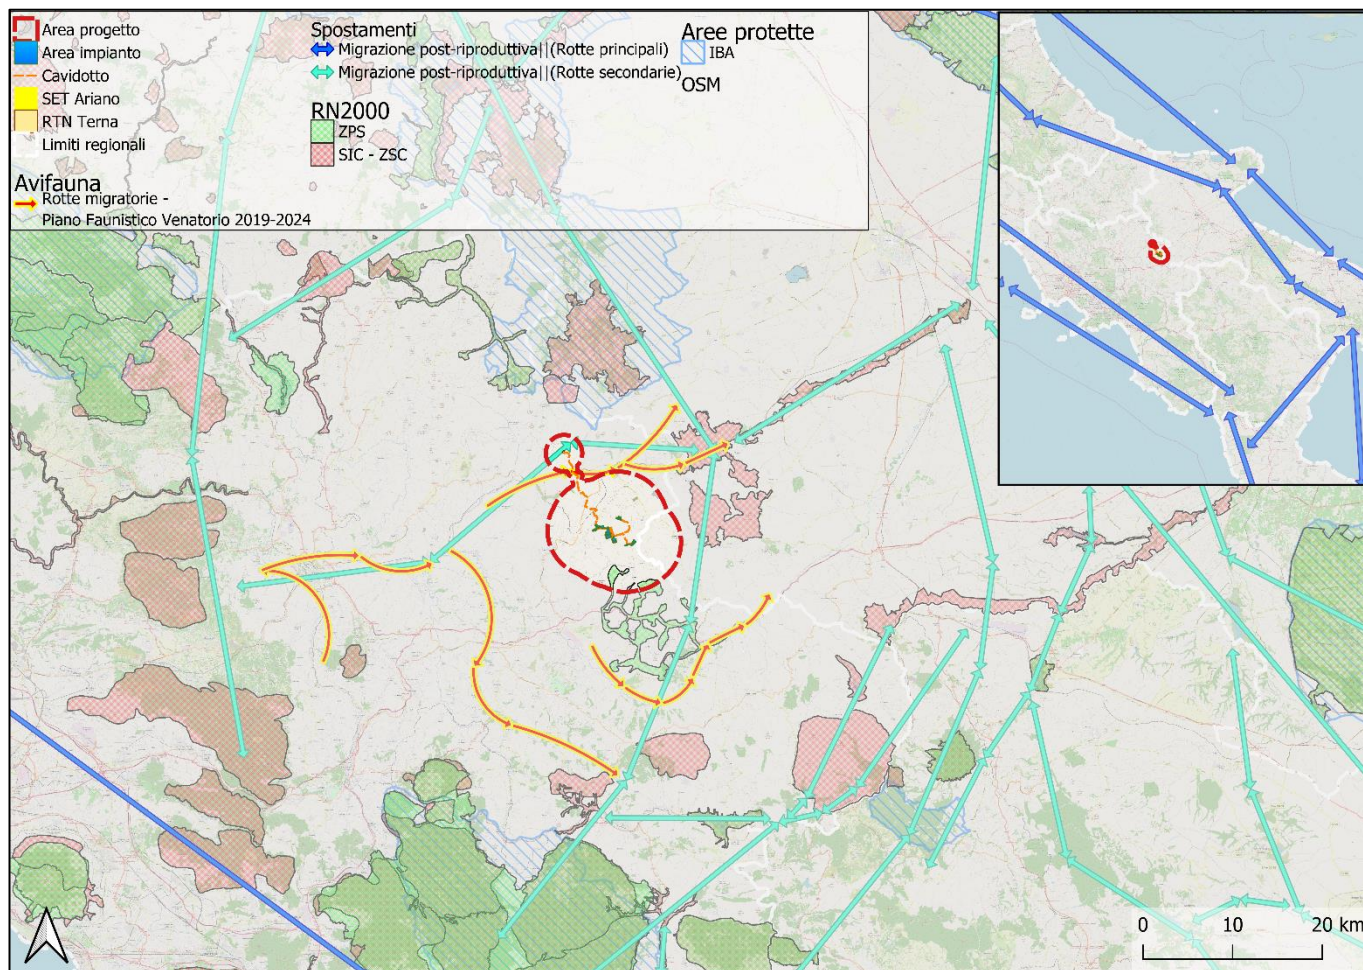 Area progetto
Area impianto
Cavidotto
SET Ariano
RTN Terna
Limiti regionali
Avifauna
Rotte migratorie -
Piano Faunistico Venatorio 2019-2024
Spostamenti
Migrazione post-riproduttiva||(Rotte principali)
Migrazione post-riproduttiva||(Rotte secondarie)
RN2000
ZPS
SIC - ZSC
Aree protette
IBA
OSM
0 10 20 km